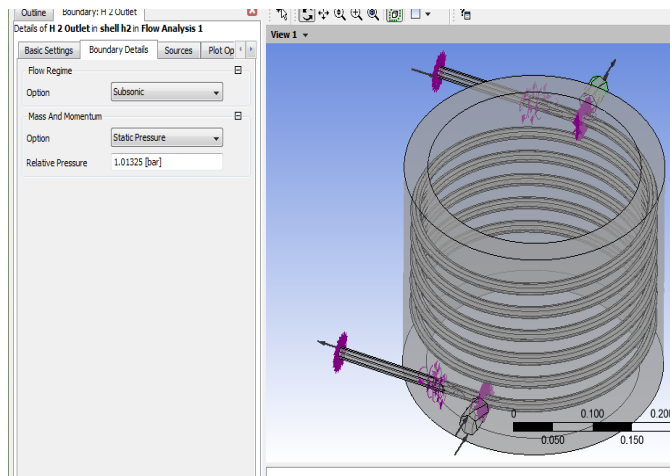 Outline
Boundary: H 2 Outlet
Details of H 2 Outlet in shell h2 in Flow Analysis 1
Basic Settings
Boundary Details
Sources
Plot Op
Flow Regime
Option
Subsonic
Mass And Momentum
Option
Static Pressure
Relative Pressure
1.01325 [bar]
View 1
0
0.100
0.200
0.050
0.150